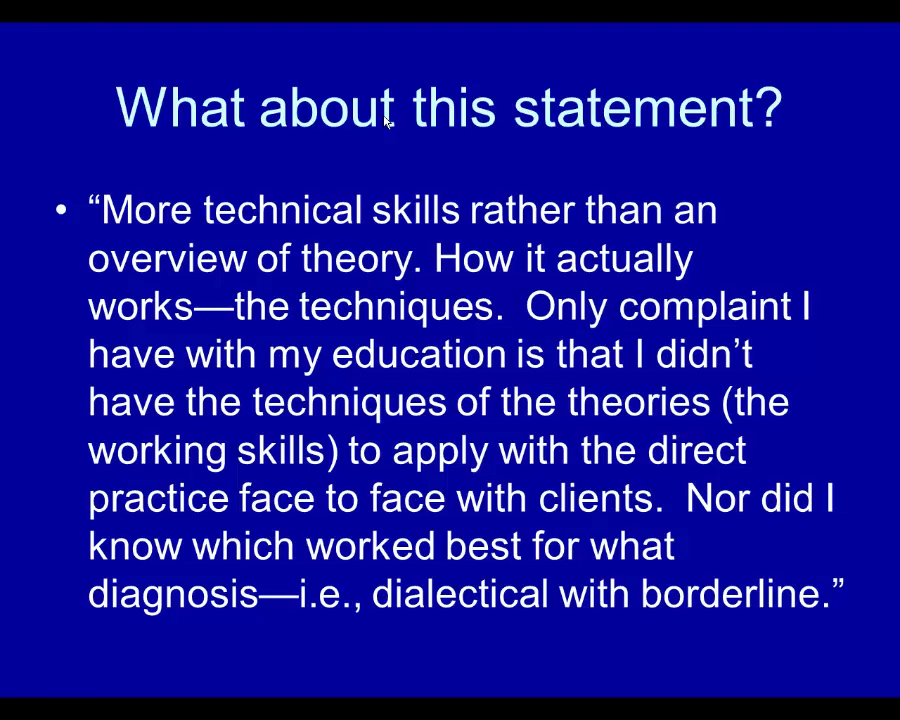 What about this statement?
• “More technical skills rather than an
overview of theory. How it actually
works—the techniques.  Only complaint I
have with my education is that I didn’t
have the techniques of the theories (the
working skills) to apply with the direct
practice face to face with clients.  Nor did I
know which worked best for what
diagnosis—i.e., dialectical with borderline.”